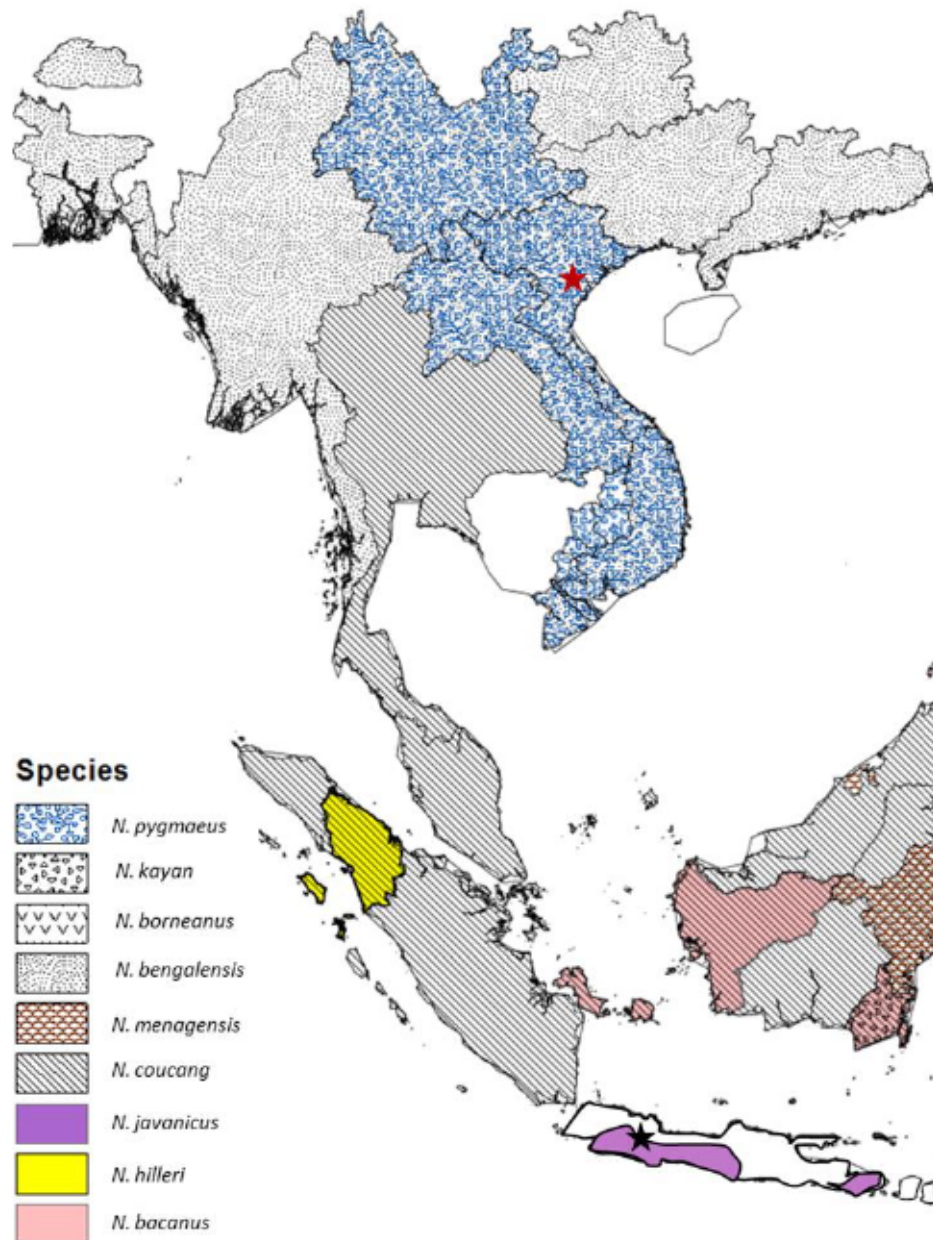 Species
N. pygmaeus
N. kayan
N. borneanus
N. bengalensis
N. menagensis
N. coucang
N. javanicus
N. hilleri
N. bacanus